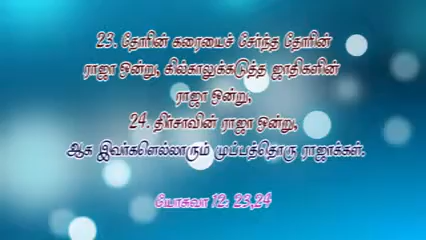 23. தோரின் கரையைச் சேர்ந்த தோரின்
ராஜா ஒன்று, கில்காலுக்கடுத்த ஜாதிகளின்
ராஜா ஒன்று,
24. திர்சாவின் ராஜா ஒன்று,
ஆக இவர்களெல்லாரும் முப்பத்தொரு ராஜாக்கள்.
யோசுவா 12: 23,24